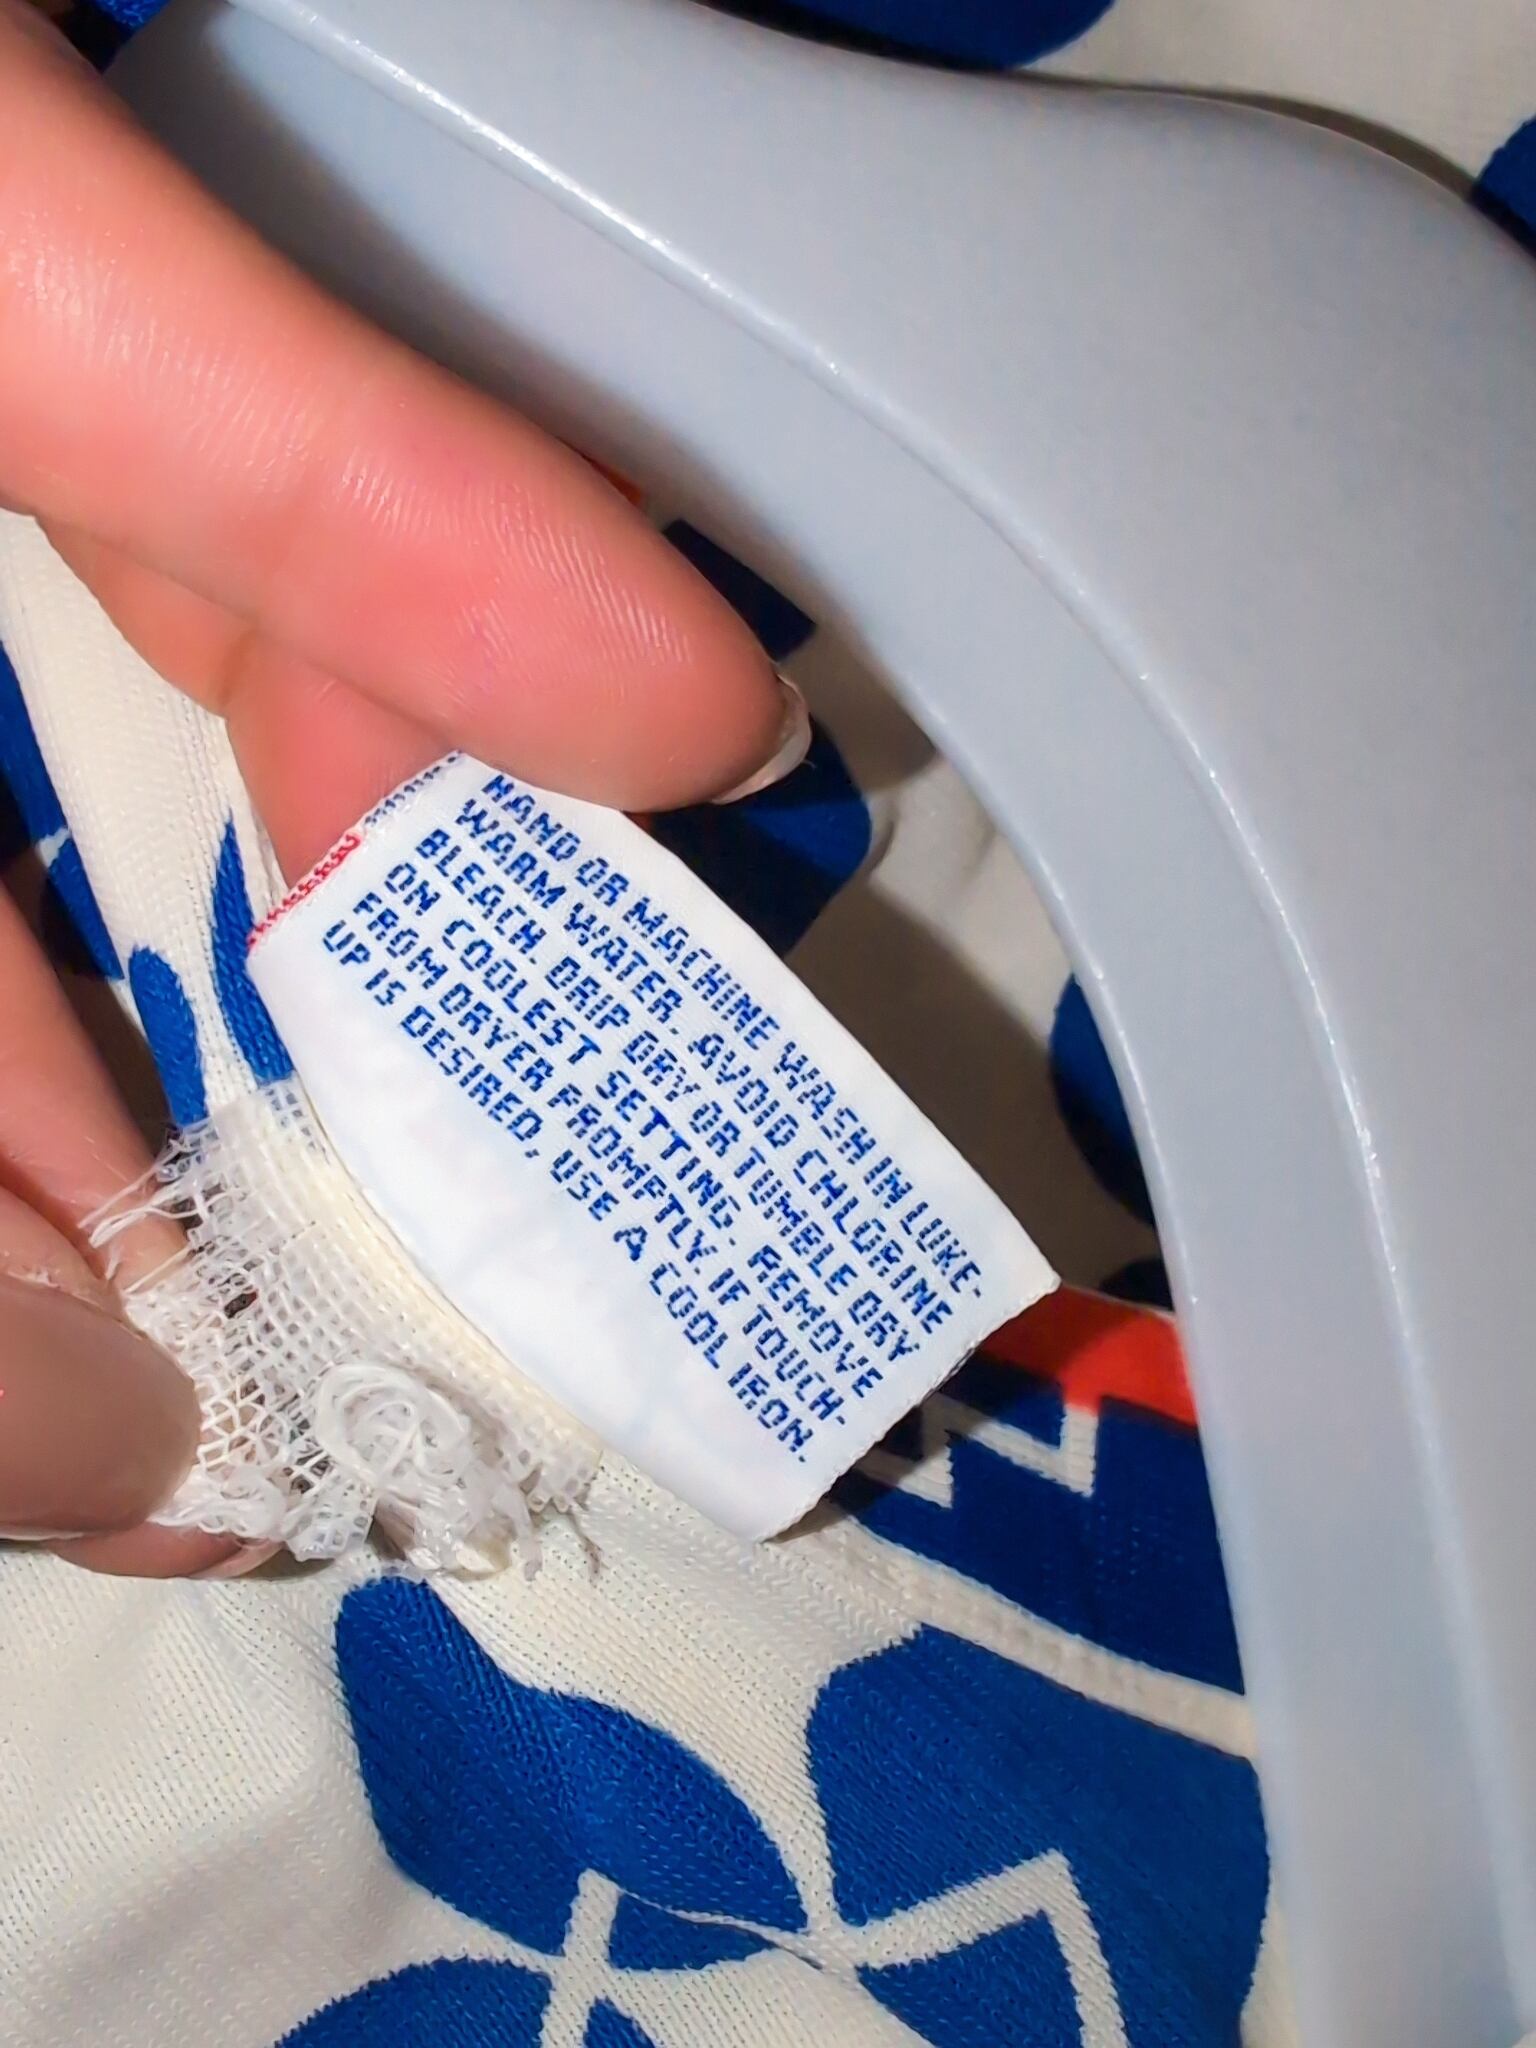 HAND OR MACHINE WASH IN LUKE-
WARM WATER. AVOID CHLORINE
BLEACH. DRIP DRY OR TUMBLE DRY
ON COOLEST SETTING. REMOVE
FROM DRYER PROMPTLY. IF TOUCH-
UP IS DESIRED, USE A COOL IRON.